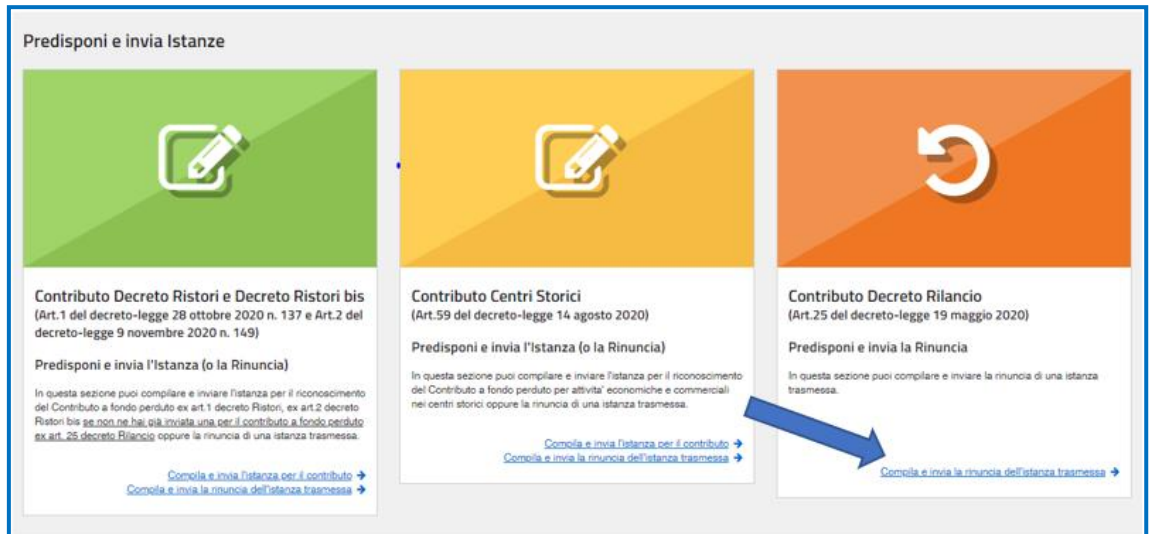 Predisponi e invia Istanze
Contributo Decreto Ristori e Decreto Ristori bis
(Art.1 del decreto-legge 28 ottobre 2020 n. 137 e Art.2 del
decreto-legge 9 novembre 2020 n. 149)
Predisponi e invia l'Istanza (o la Rinuncia)
In questa sezione puoi compilare e inviare l'istanza per il riconoscimento
del Contributo a fondo perduto ex art.1 decreto Ristori, ex art.2 decreto
Ristori bis se non ne hai già inviata una per il contributo a fondo perduto
ex art. 25 decreto Rilancio oppure la rinuncia di una istanza trasmessa.
Compila e invia l'istanza per il contributo
Compila e invia la rinuncia dell'istanza trasmessa
Contributo Centri Storici
(Art.59 del decreto-legge 14 agosto 2020)
Predisponi e invia l'Istanza (o la Rinuncia)
In questa sezione puoi compilare e inviare l'istanza per il riconoscimento
del Contributo a fondo perduto per attivita' economiche e commerciali
nei centri storici oppure la rinuncia di una istanza trasmessa.
Compila e invia l'istanza per il contributo
Compila e invia la rinuncia dell'istanza trasmessa
Contributo Decreto Rilancio
(Art.25 del decreto-legge 19 maggio 2020)
Predisponi e invia la Rinuncia
In questa sezione puoi compilare e inviare la rinuncia di una istanza
trasmessa.
Compila e invia la rinuncia dell'istanza trasmessa